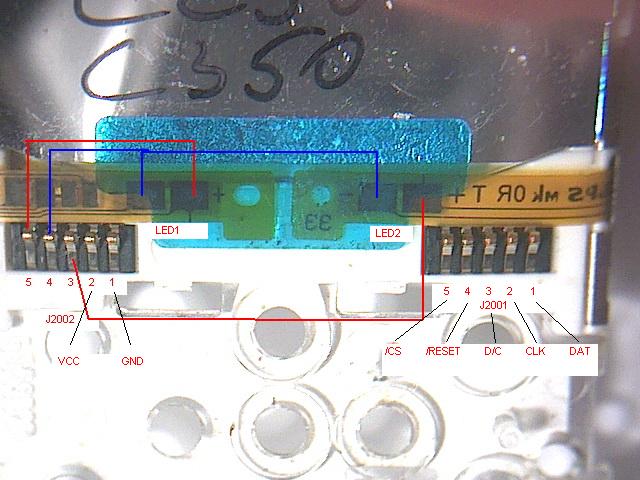 C350
LED1
33
LED2
5 4 3 2 1
5 4 3 2 1
J2002
J2001
VCC
GND
/CS
/RESET
D/C
CLK
DAT